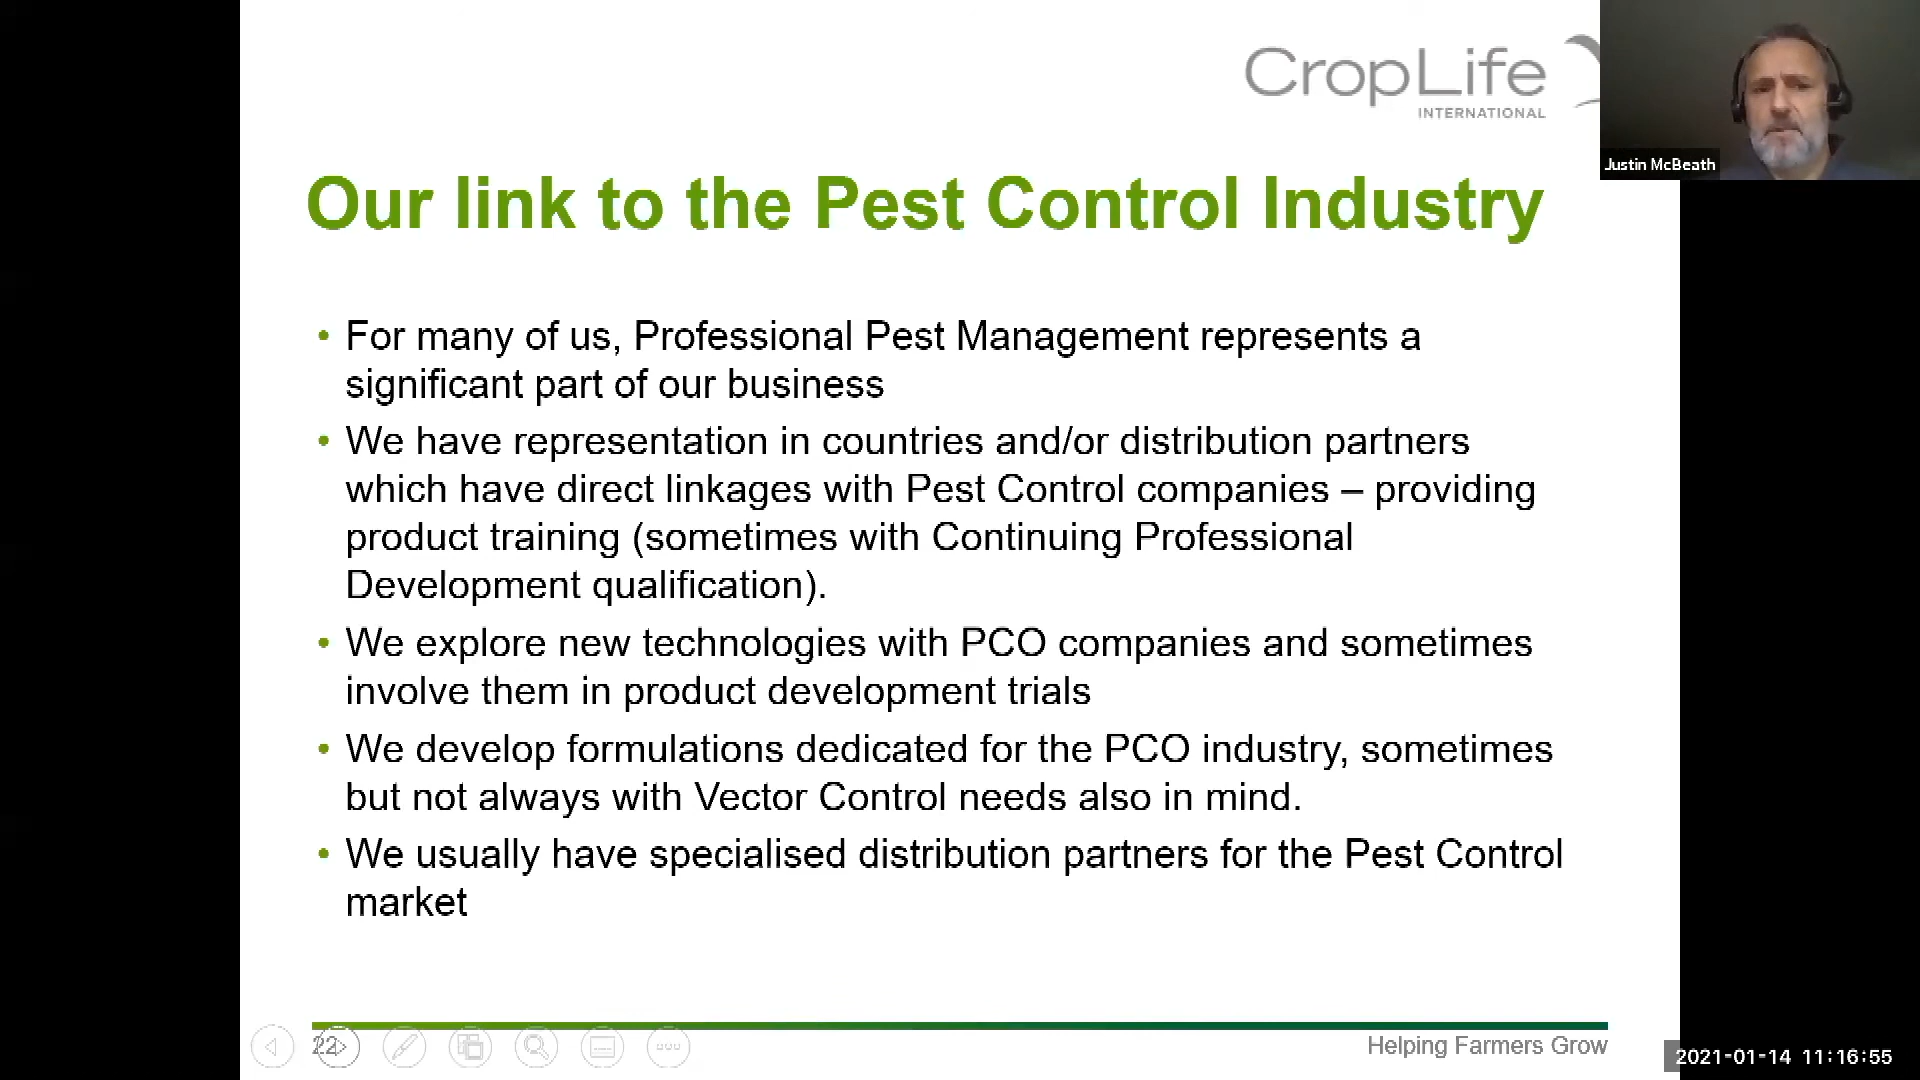 CropLife
INTERNATIONAL
Justin McBeath
Our link to the Pest Control Industry
• For many of us, Professional Pest Management represents a
significant part of our business
• We have representation in countries and/or distribution partners
which have direct linkages with Pest Control companies – providing
product training (sometimes with Continuing Professional
Development qualification).
• We explore new technologies with PCO companies and sometimes
involve them in product development trials
• We develop formulations dedicated for the PCO industry, sometimes
but not always with Vector Control needs also in mind.
• We usually have specialised distribution partners for the Pest Control
market
22
Helping Farmers Grow
2021-01-14 11:16:55